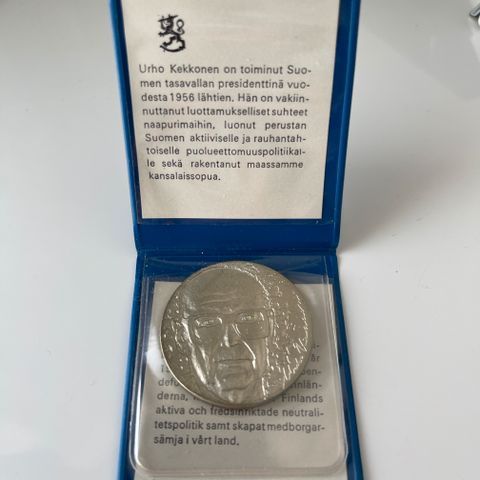 Urho Kekkonen on toiminut Suo-
men tasavallan presidenttinä vuo-
desta 1956 lähtien. Hän on vakiin-
nuttanut luottamukselliset suhteet
naapurimaihin, luonut perustan
Suomen aktiiviselle ja rauhantah-
toiselle puolueettomuuspolitiikal-
le sekä rakentanut maassamme
kansalaissopua.
är
Finlands
aktiva och fredsinriktade neutrali-
tetspolitik samt skapat medborgar-
sämja i vårt land.